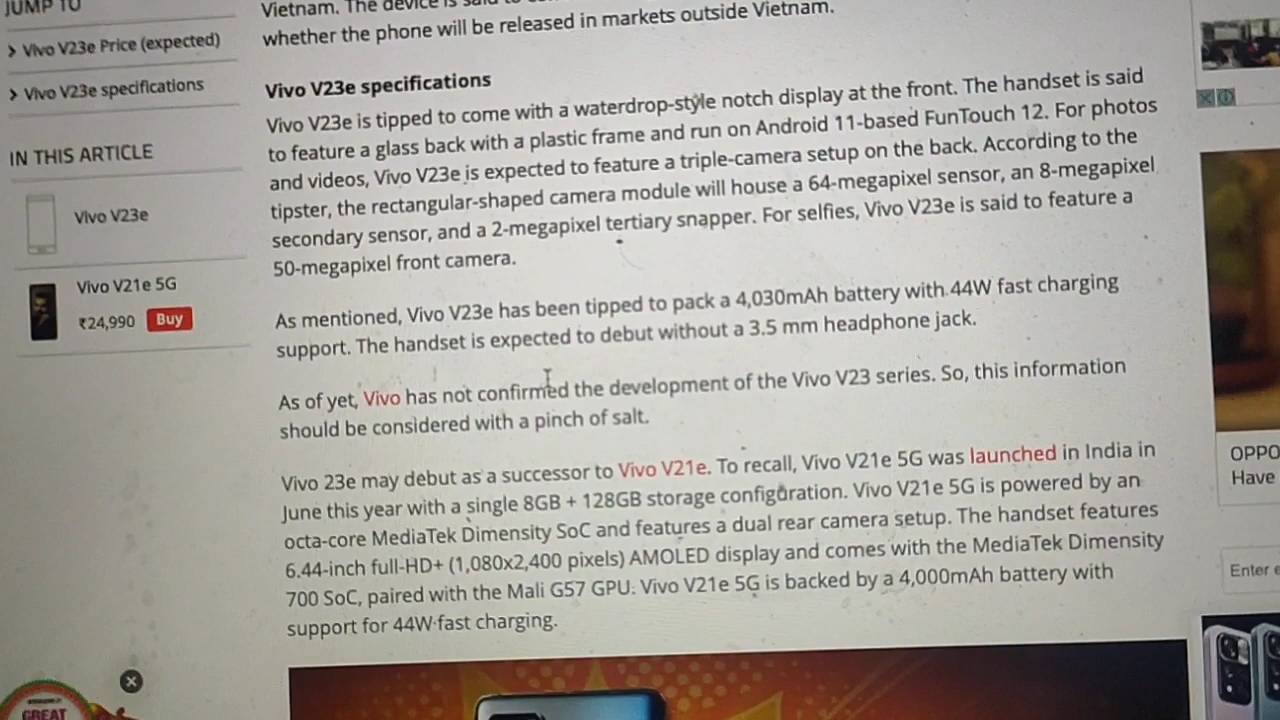 JUMP TO
> Vivo V23e Price (expected)
> Vivo V23e specifications
IN THIS ARTICLE
Vivo V23e
Vivo V21e 5G
₹24,990 Buy
Vietnam. The device is said to
whether the phone will be released in markets outside Vietnam.
Vivo V23e specifications
Vivo V23e is tipped to come with a waterdrop-style notch display at the front. The handset is said
to feature a glass back with a plastic frame and run on Android 11-based FunTouch 12. For photos
and videos, Vivo V23e is expected to feature a triple-camera setup on the back. According to the
tipster, the rectangular-shaped camera module will house a 64-megapixel sensor, an 8-megapixel
secondary sensor, and a 2-megapixel tertiary snapper. For selfies, Vivo V23e is said to feature a
50-megapixel front camera.
As mentioned, Vivo V23e has been tipped to pack a 4,030mAh battery with 44W fast charging
support. The handset is expected to debut without a 3.5 mm headphone jack.
As of yet, Vivo has not confirmed the development of the Vivo V23 series. So, this information
should be considered with a pinch of salt.
Vivo 23e may debut as a successor to Vivo V21e. To recall, Vivo V21e 5G was launched in India in
June this year with a single 8GB + 128GB storage configuration. Vivo V21e 5G is powered by an
octa-core MediaTek Dimensity SoC and features a dual rear camera setup. The handset features
6.44-inch full-HD+ (1,080x2,400 pixels) AMOLED display and comes with the MediaTek Dimensity
700 SoC, paired with the Mali G57 GPU. Vivo V21e 5G is backed by a 4,000mAh battery with
support for 44W fast charging.
OPPO
Have
Enter
GREAT